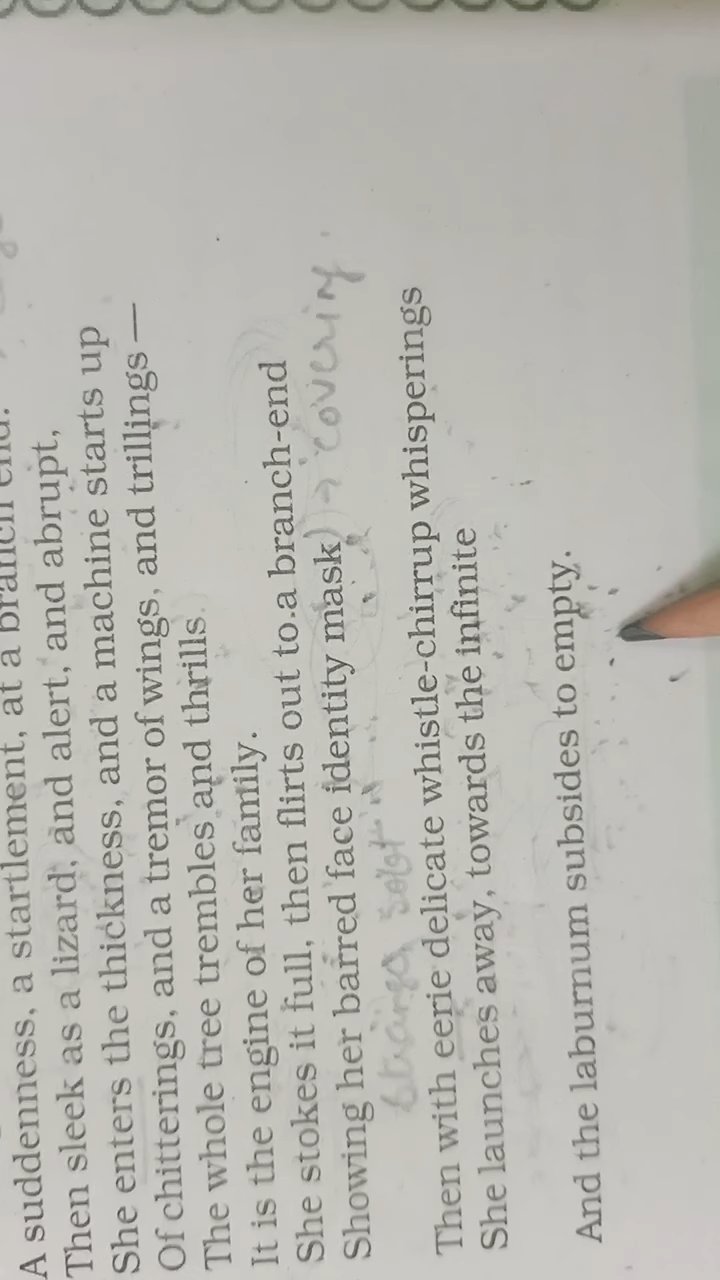 A suddenness, a startlement, at a branch end.
Then sleek as a lizard, and alert, and abrupt,
She enters the thickness, and a machine starts up
Of chitterings, and a tremor of wings, and trillings —
The whole tree trembles and thrills.
It is the engine of her family.
She stokes it full, then flirts out to a branch-end
Showing her barred face identity mask) → covering.
Then with eerie delicate whistle-chirrup whisperings
She launches away, towards the infinite
And the laburnum subsides to empty.